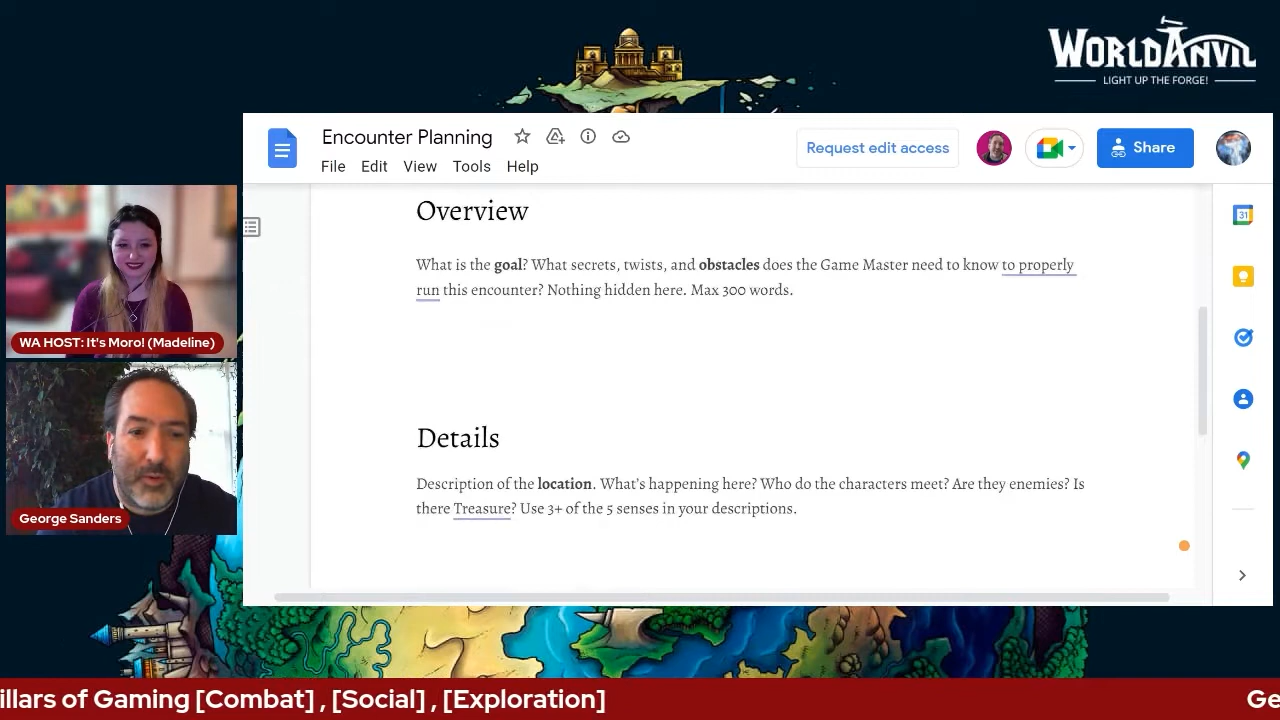 WORLDANVIL
LIGHT UP THE FORGE!
Encounter Planning
File Edit View Tools Help
Request edit access
Share
Overview
What is the goal? What secrets, twists, and obstacles does the Game Master need to know to properly
run this encounter? Nothing hidden here. Max 300 words.
Details
Description of the location. What's happening here? Who do the characters meet? Are they enemies? Is
there Treasure? Use 3+ of the 5 senses in your descriptions.
31
WA HOST: It's Moro! (Madeline)
George Sanders
illars of Gaming [Combat] , [Social] , [Exploration]
Ge